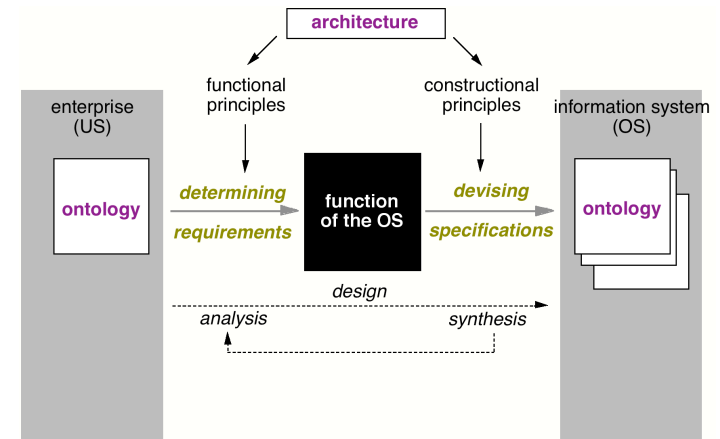 architecture
functional
principles
constructional
principles
enterprise
(US)
information system
(OS)
ontology
determining
requirements
function
of the OS
devising
specifications
ontology
design
analysis
synthesis